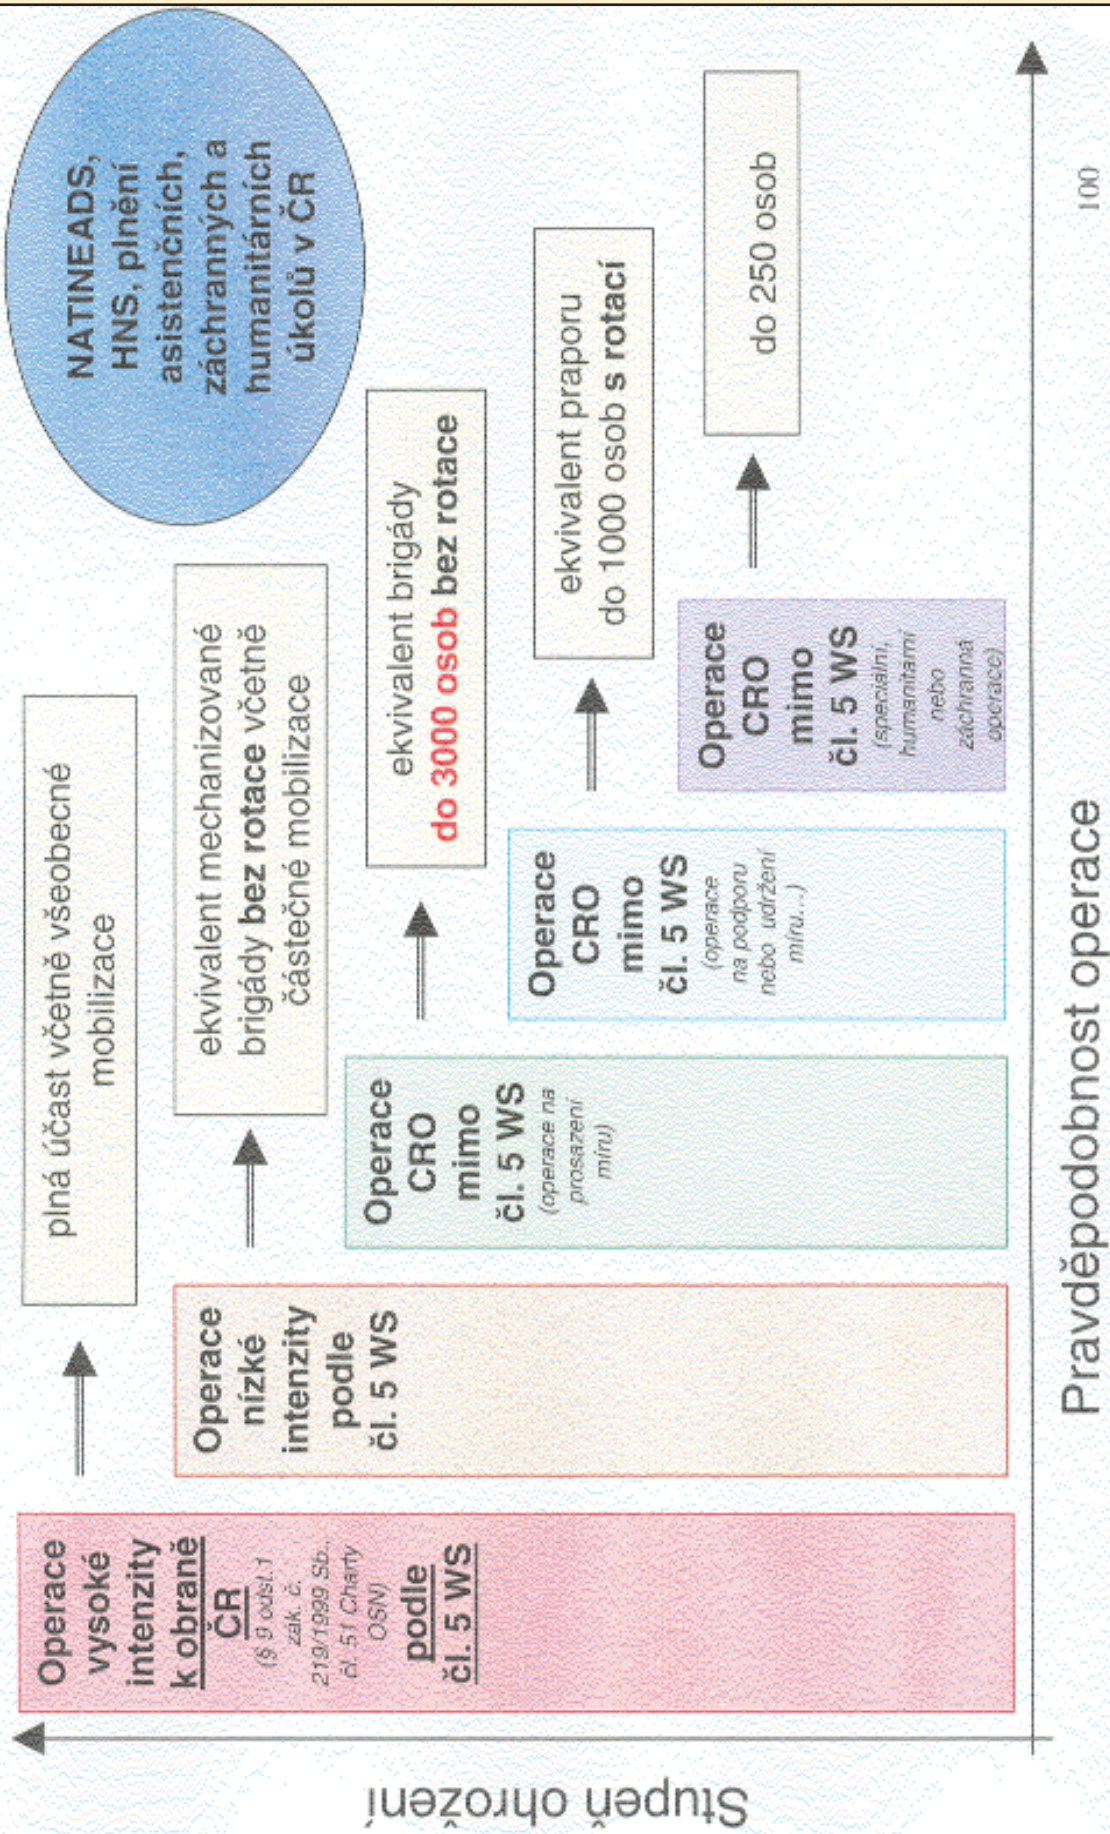 Stupeň ohrožení
Operace
vysoké
intenzity
k obraně
ČR
(§ 9 odst. 1
zák. č.
219/1999 Sb.,
čl. 51 Charty
OSN)
podle
čl. 5 WS
plná účast včetně všeobecné
mobilizace
Operace
nízké
intenzity
podle
čl. 5 WS
ekvivalent mechanizované
brigády bez rotace včetně
částečné mobilizace
Operace
CRO
mimo
čl. 5 WS
(operace na
prosazení
míru)
ekvivalent brigády
do 3000 osob bez rotace
Operace
CRO
mimo
čl. 5 WS
(operace
na podporu
nebo udržení
míru...)
ekvivalent praporu
do 1000 osob s rotací
Operace
CRO
mimo
čl. 5 WS
(speciální,
humanitární
nebo
záchranná
operace)
do 250 osob
NATINEADS,
HNS, plnění
asistenčních,
záchranných a
humanitárních
úkolů v ČR
Pravděpodobnost operace
100